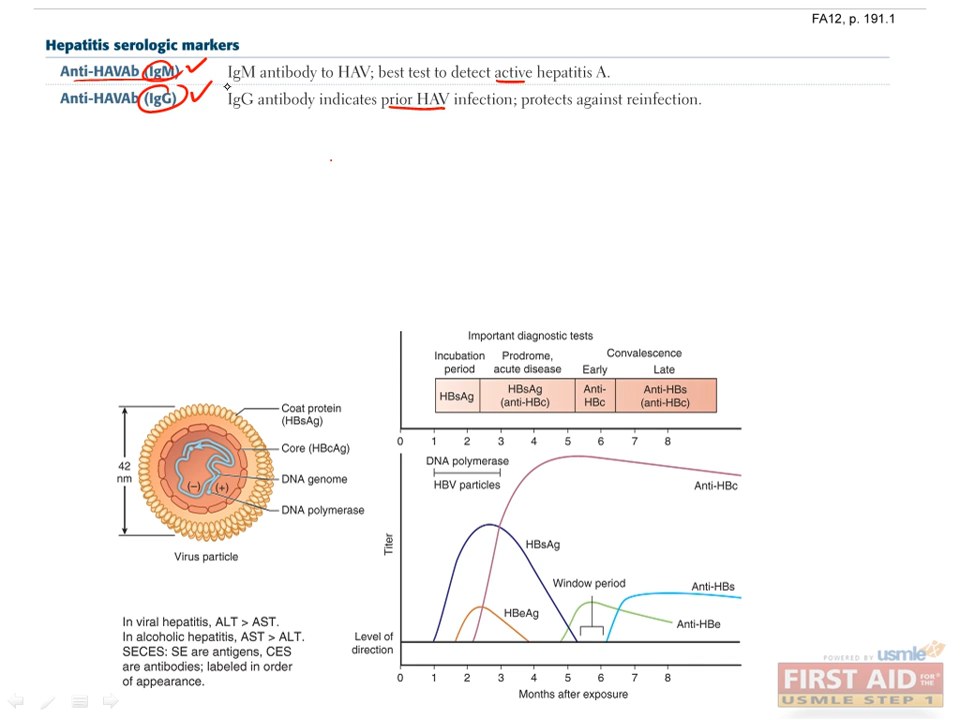 FA12, p. 191.1
Hepatitis serologic markers
Anti-HAVAb (IgM) IgM antibody to HAV; best test to detect active hepatitis A.
Anti-HAVAb (IgG) IgG antibody indicates prior HAV infection; protects against reinfection.
Important diagnostic tests
Incubation period
Prodrome, acute disease
Convalescence
Early
Late
HBsAg
HBsAg (anti-HBc)
Anti-HBc
Anti-HBs (anti-HBc)
0 1 2 3 4 5 6 7 8
Coat protein
(HBsAg)
Core (HBcAg)
42
nm
DNA genome
(–) (+)
DNA polymerase
Virus particle
DNA polymerase
HBV particles
Anti-HBc
Titer
HBsAg
Window period
Anti-HBs
HBeAg
Anti-HBe
Level of
direction
0 1 2 3 4 5 6 7 8
Months after exposure
In viral hepatitis, ALT > AST.
In alcoholic hepatitis, AST > ALT.
SECES: SE are antigens, CES
are antibodies; labeled in order
of appearance.
POWERED BY usmle
FIRST AID FOR THE
USMLE STEP 1